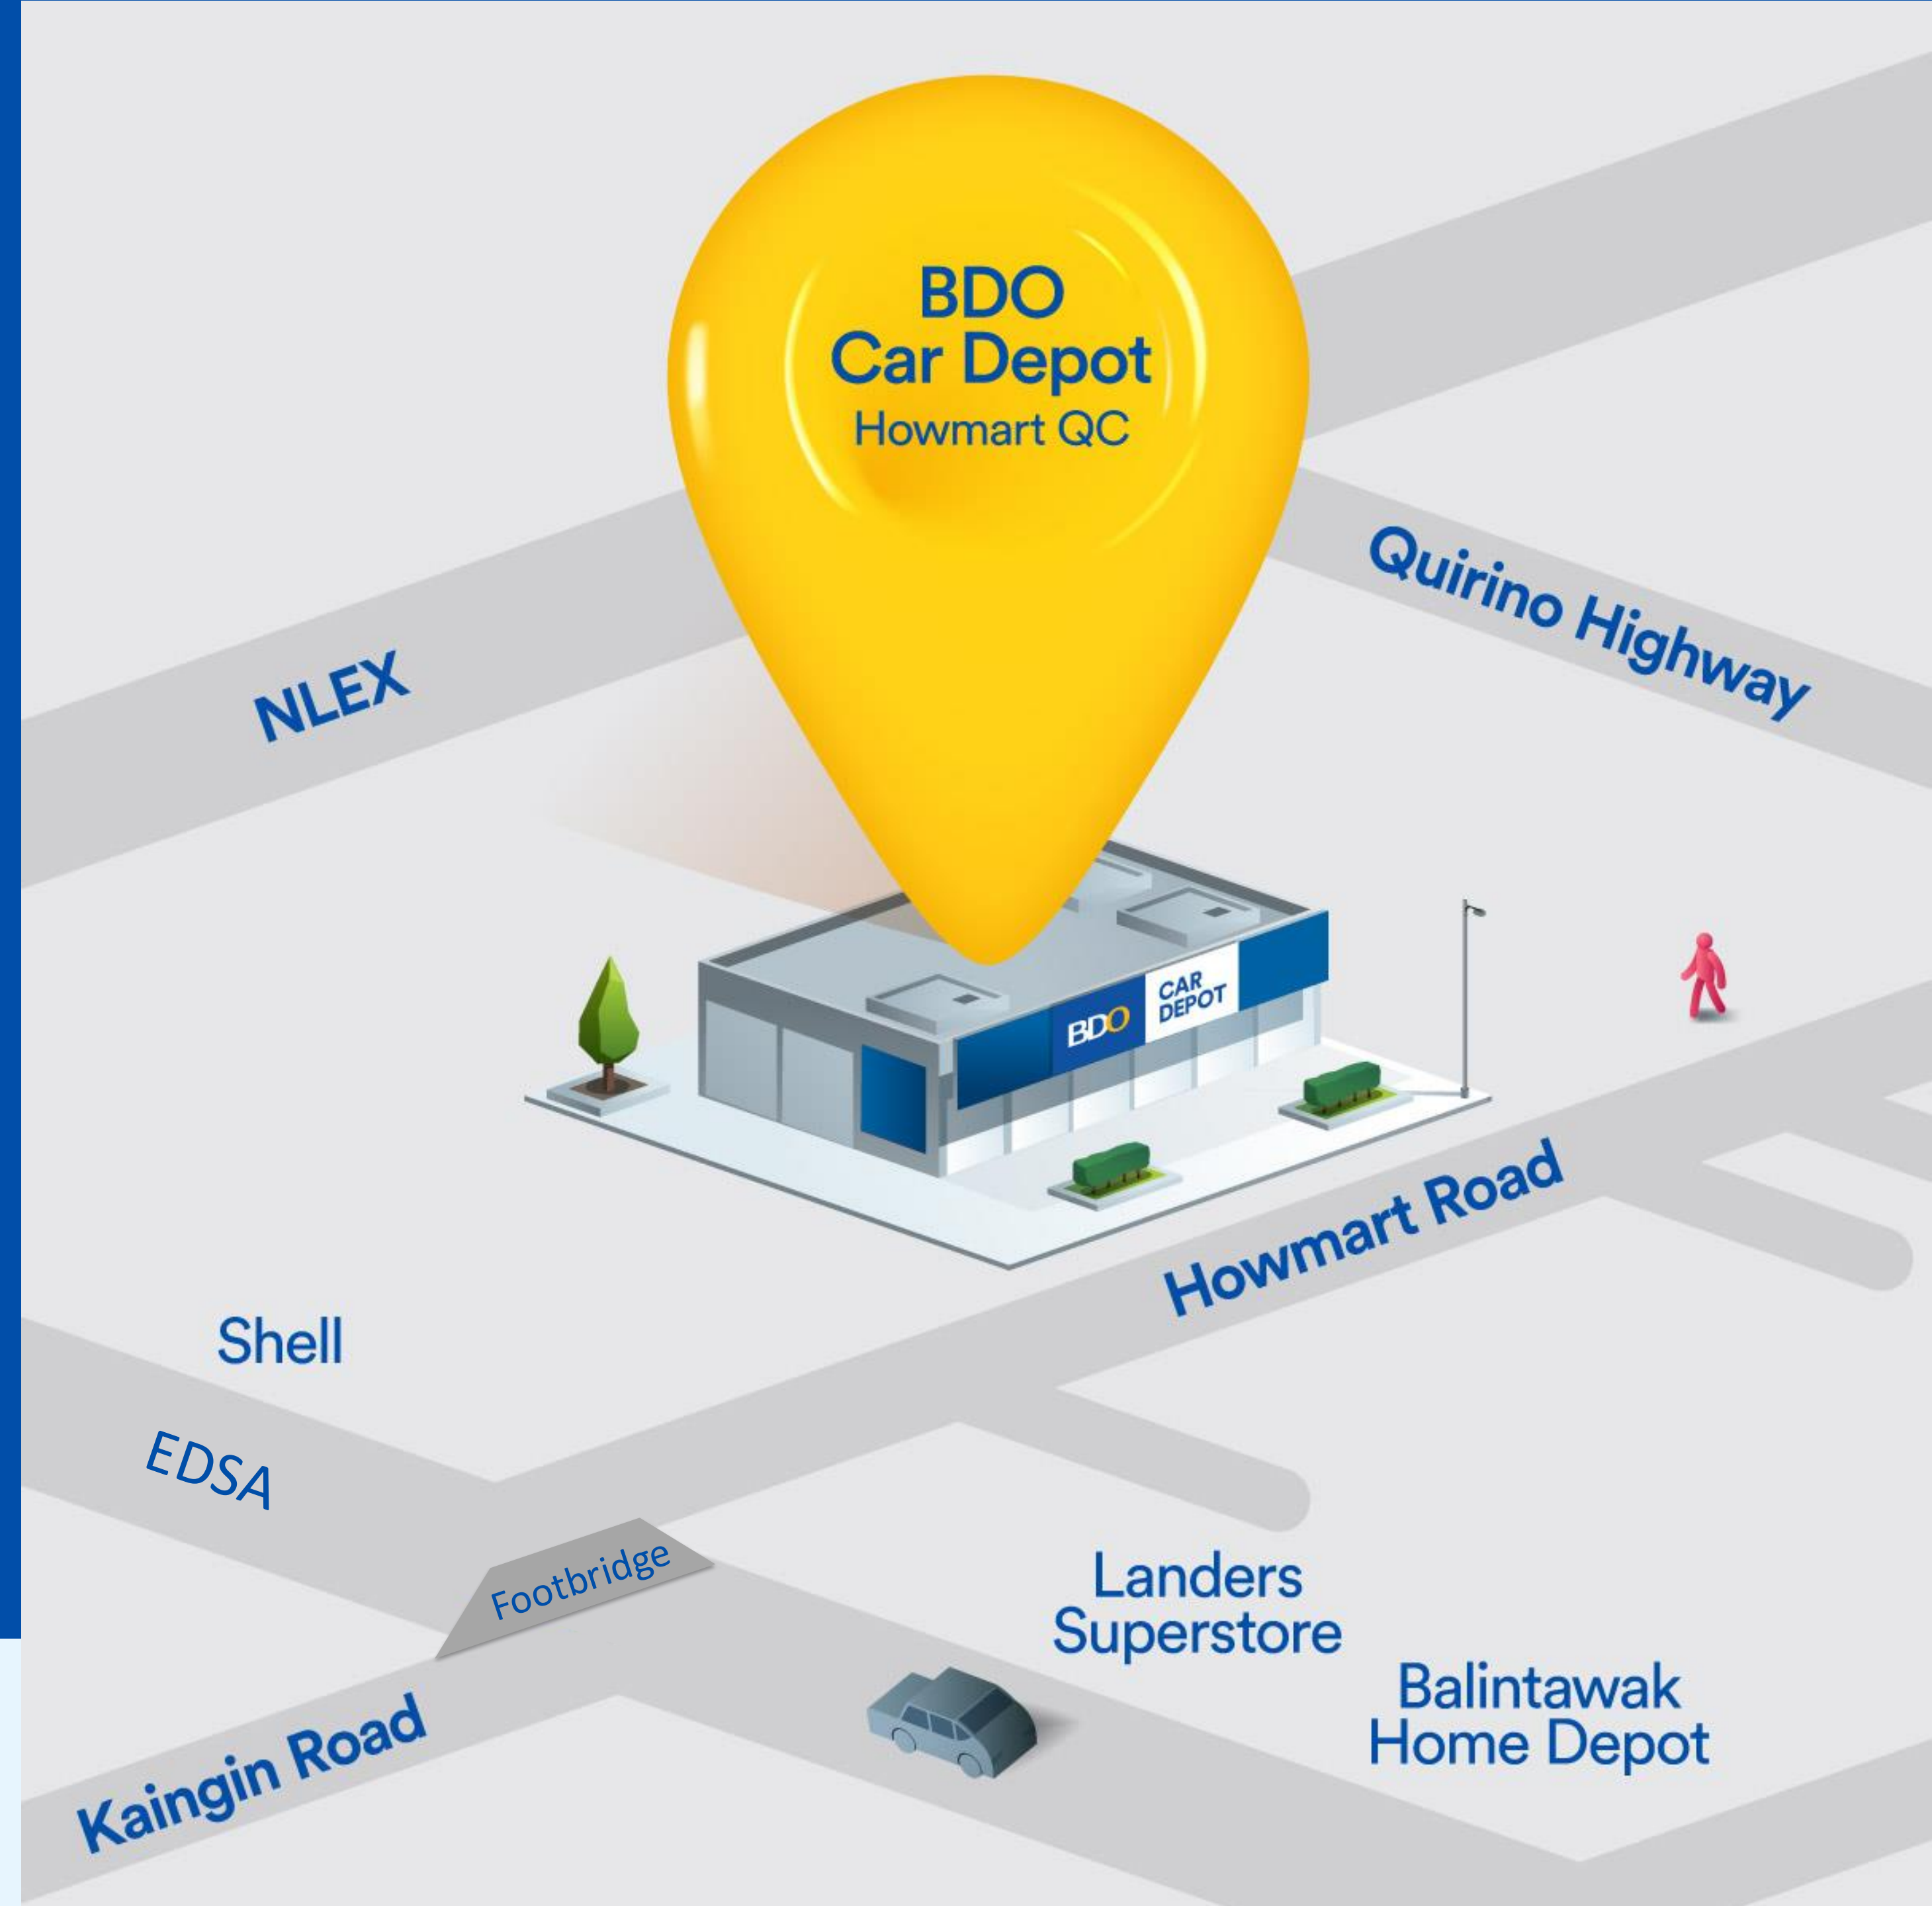 BDO
Car Depot
Howmart QC
Quirino Highway
NLEX
BDO
CAR
DEPOT
Howmart Road
Shell
EDSA
Footbridge
Landers
Superstore
Balintawak
Home Depot
Kaingin Road